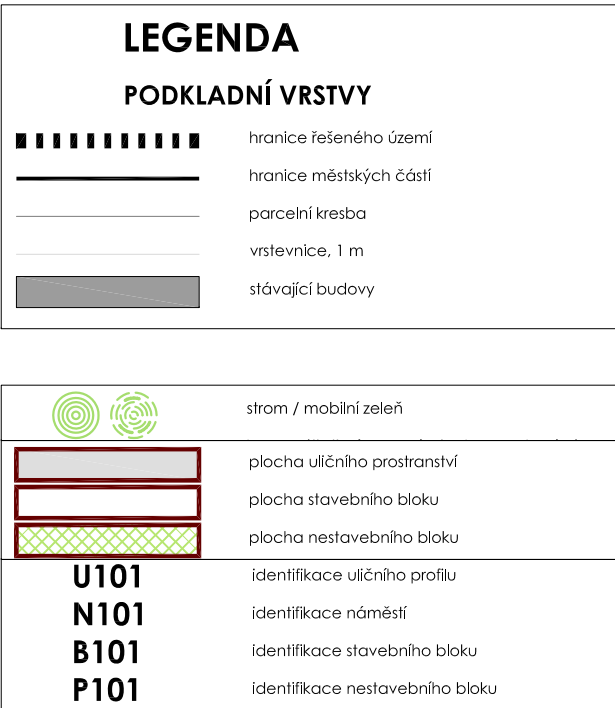 LEGENDA
PODKLADNÍ VRSTVY
hranice řešeného území
hranice městských částí
parcelní kresba
vrstevnice, 1 m
stávající budovy
strom / mobilní zeleň
plocha uličního prostranství
plocha stavebního bloku
plocha nestavebního bloku
U101 identifikace uličního profilu
N101 identifikace náměstí
B101 identifikace stavebního bloku
P101 identifikace nestavebního bloku